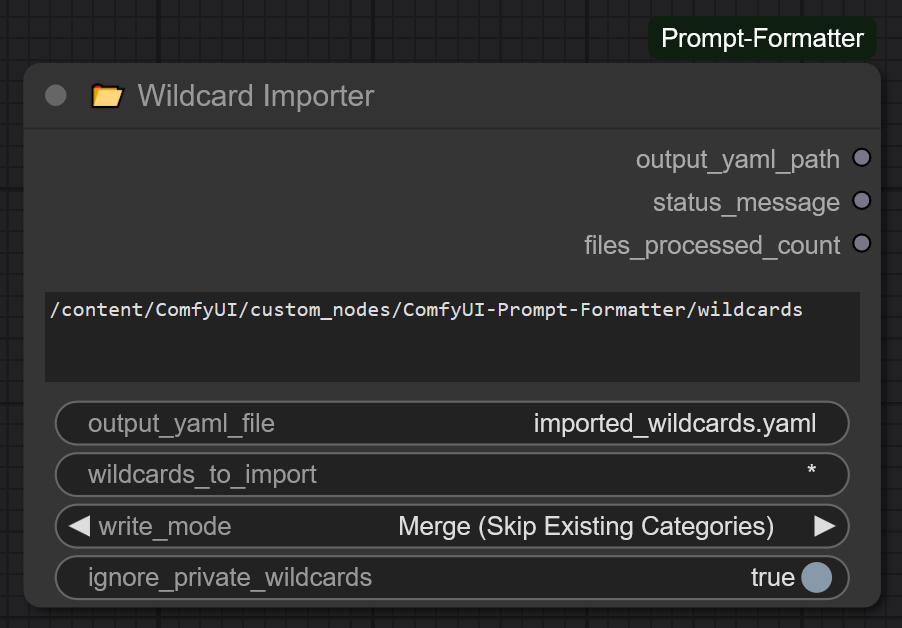 Prompt-Formatter
Wildcard Importer
output_yaml_path
status_message
files_processed_count
/content/ComfyUI/custom_nodes/ComfyUI-Prompt-Formatter/wildcards
output_yaml_file imported_wildcards.yaml
wildcards_to_import *
write_mode Merge (Skip Existing Categories)
ignore_private_wildcards true